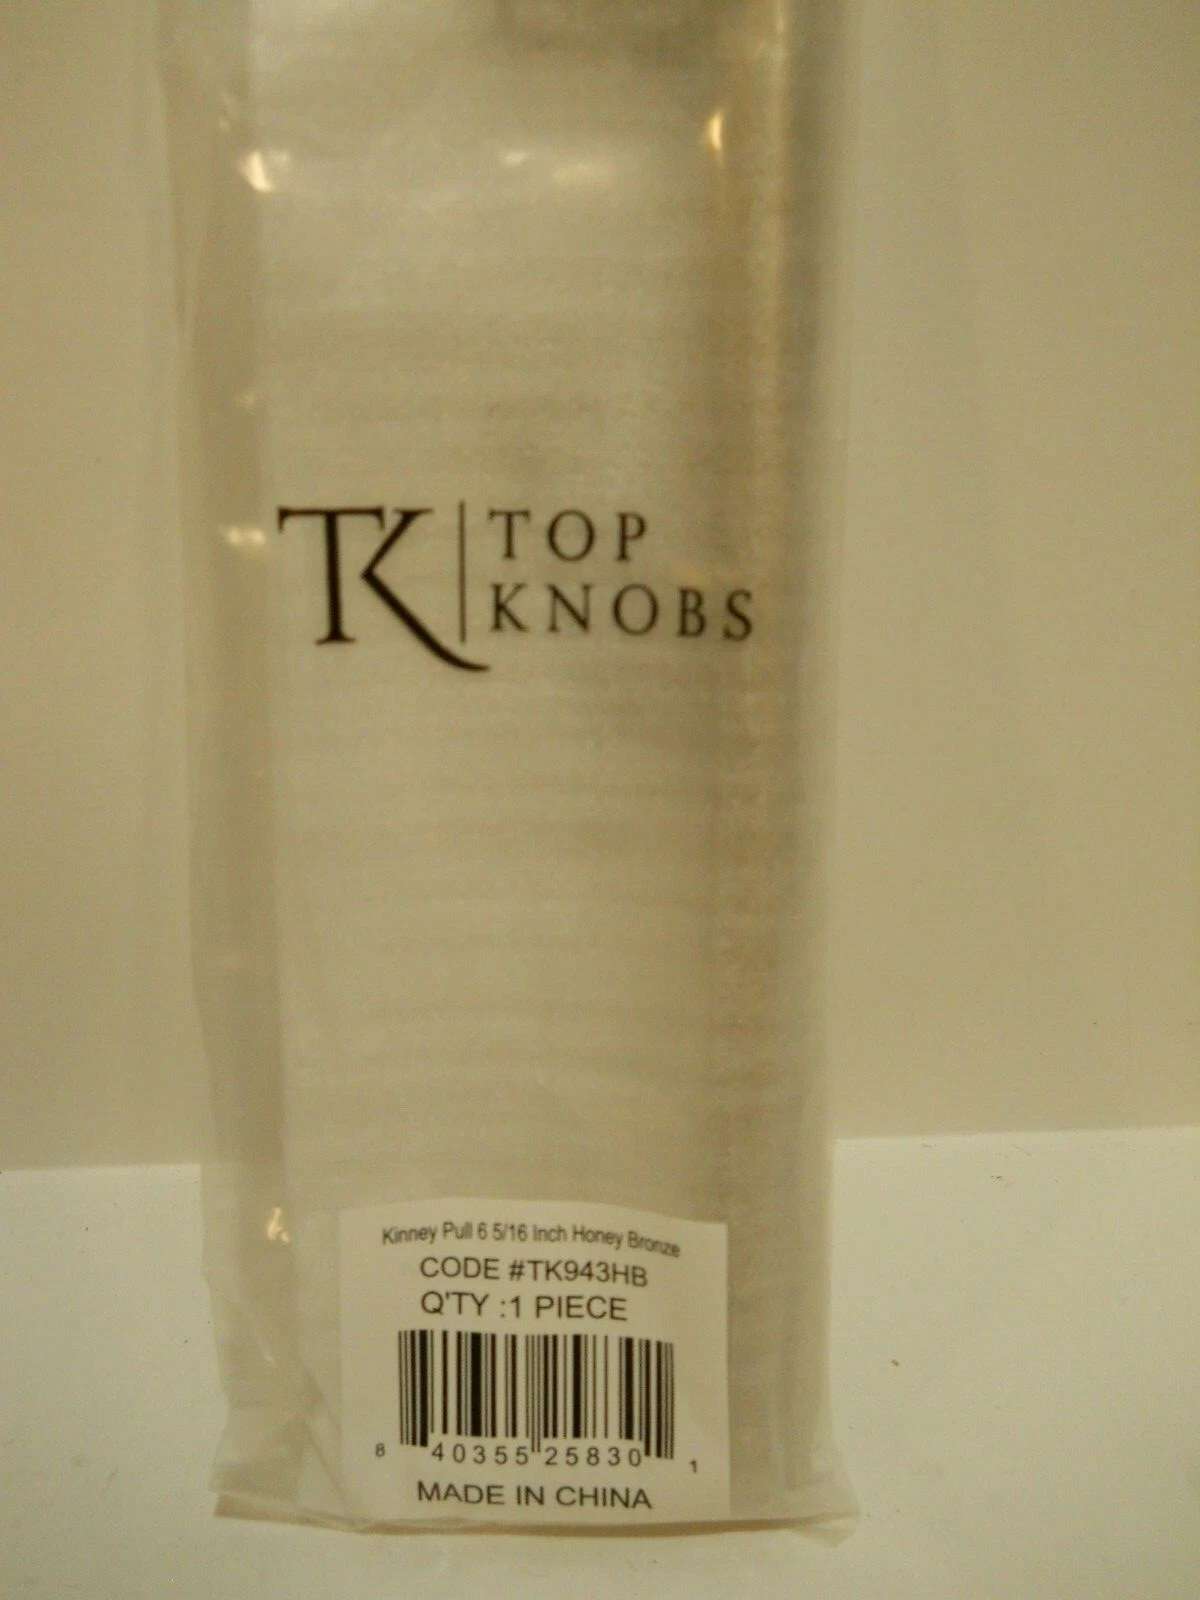 TK
TOP
KNOBS
Kinney Pull 6 5/16 Inch Honey Bronze
CODE #TK943HB
Q'TY :1 PIECE
8 40355 25830 1
MADE IN CHINA